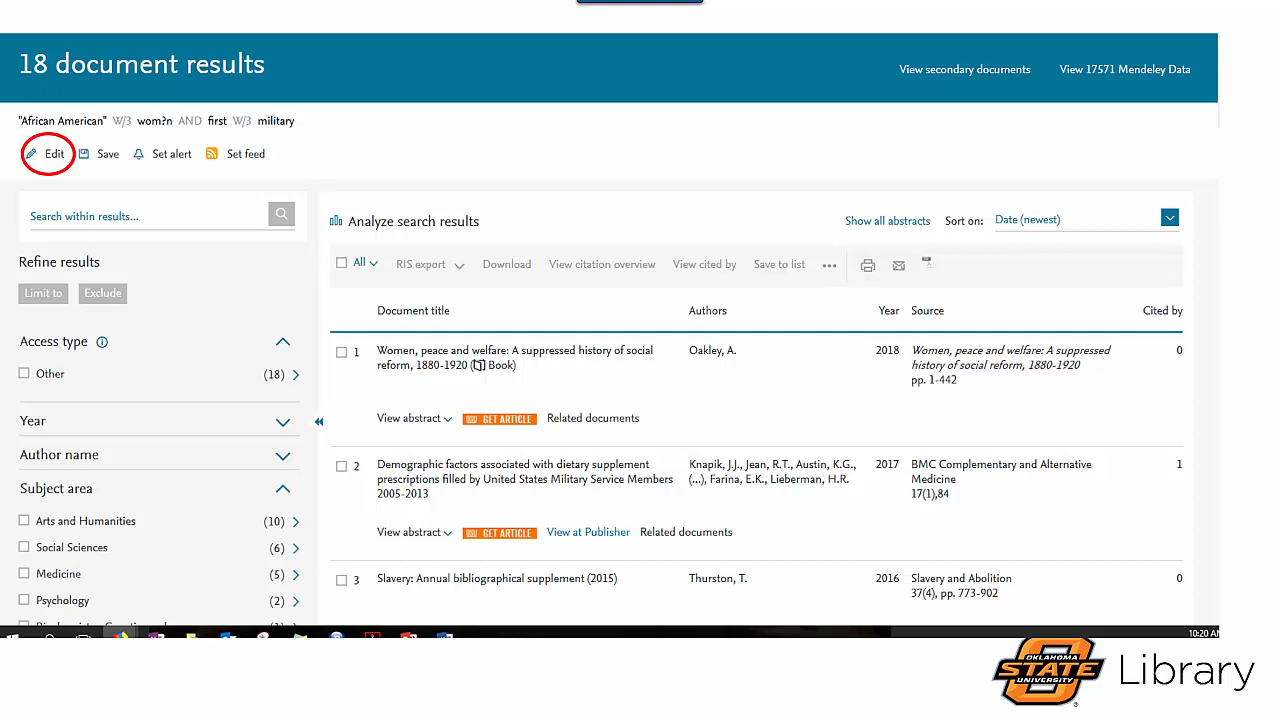 18 document results
View secondary documents View 17571 Mendeley Data
"African American" W/3 wom?n AND first W/3 military
Edit Save Set alert Set feed
Search within results...
Refine results
Limit to Exclude
Access type
Other (18)
Year
Author name
Subject area
Arts and Humanities (10)
Social Sciences (6)
Medicine (5)
Psychology (2)
Analyze search results
Show all abstracts Sort on: Date (newest)
All RIS export Download View citation overview View cited by Save to list •••
Document title Authors Year Source Cited by
1 Women, peace and welfare: A suppressed history of social
reform, 1880-1920 (Book)
Oakley, A.
2018
Women, peace and welfare: A suppressed
history of social reform, 1880-1920
pp. 1-442
0
View abstract GET ARTICLE Related documents
2 Demographic factors associated with dietary supplement
prescriptions filled by United States Military Service Members
2005-2013
Knapik, J.J., Jean, R.T., Austin, K.G.,
(...), Farina, E.K., Lieberman, H.R.
2017
BMC Complementary and Alternative
Medicine
17(1),84
1
View abstract GET ARTICLE View at Publisher Related documents
3 Slavery: Annual bibliographical supplement (2015)
Thurston, T.
2016
Slavery and Abolition
37(4), pp. 773-902
0
10:20 AM
OKLAHOMA
STATE
UNIVERSITY
Library